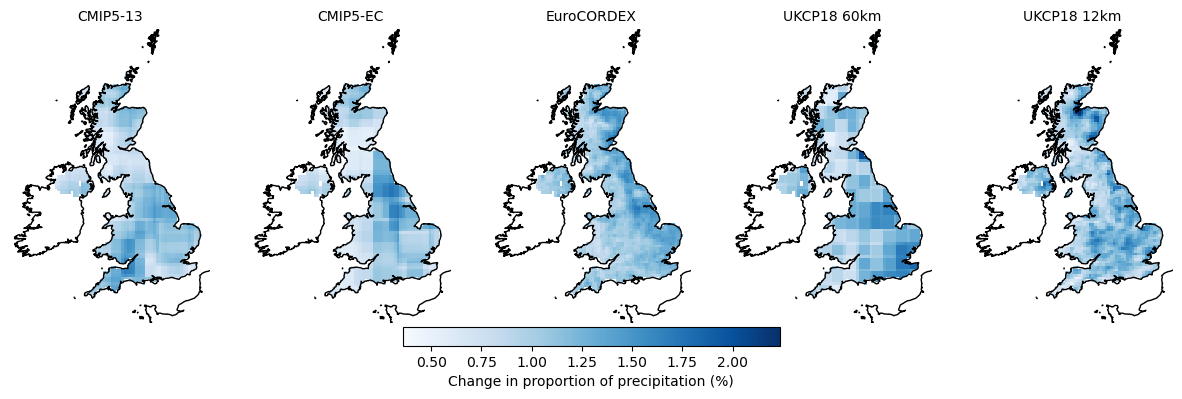 CMIP5-13 CMIP5-EC EuroCORDEX UKCP18 60km UKCP18 12km
0.50 0.75 1.00 1.25 1.50 1.75 2.00
Change in proportion of precipitation (%)